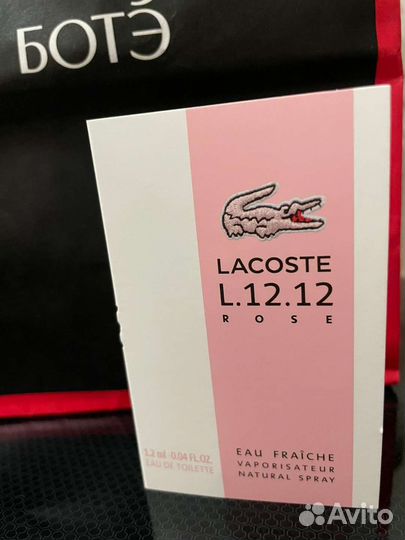 БОТЭ
LACOSTE
L.12.12
ROSE
1.2 ml -0.04 FL.OZ.
EAU DE TOILETTE
EAU FRAÎCHE
VAPORISATEUR
NATURAL SPRAY
Avito